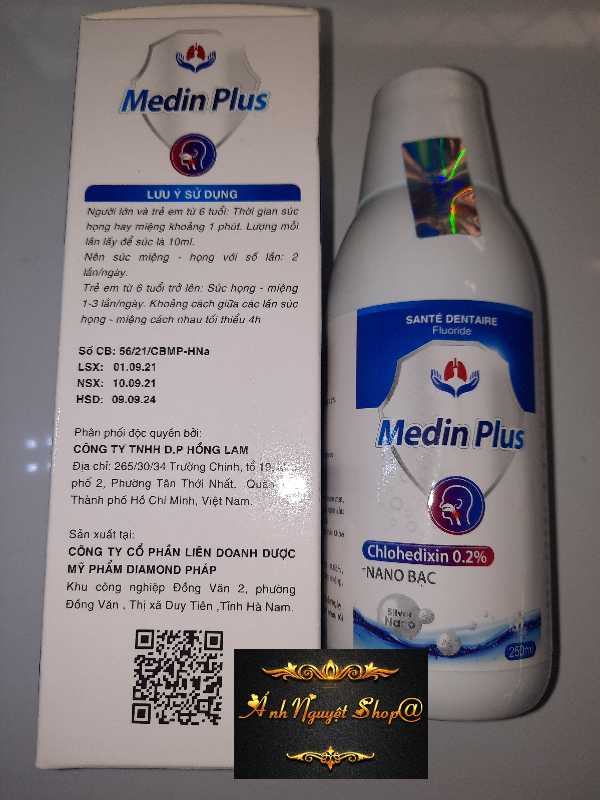 Medin Plus
LƯU Ý SỬ DỤNG
Người lớn và trẻ em từ 6 tuổi: Thời gian súc
họng hay miệng khoảng 1 phút. Lượng mỗi
lần lấy để súc là 10ml.
Nên súc miệng - họng với số lần: 2
lần/ngày.
Trẻ em từ 6 tuổi trở lên: Súc họng - miệng
1-3 lần/ngày. Khoảng cách giữa các lần súc
họng - miệng cách nhau tối thiểu 4h
Số CB: 56/21/CBMP-HNa
LSX: 01.09.21
NSX: 10.09.21
HSD: 09.09.24
Phân phối độc quyền bởi:
CÔNG TY TNHH D.P HỒNG LAM
Địa chỉ: 265/30/34 Trường Chinh, tổ 19,
phố 2, Phường Tân Thới Nhất.
Thành phố Hồ Chí Minh, Việt Nam.
Sản xuất tại:
CÔNG TY CỔ PHẦN LIÊN DOANH DƯỢC
MỸ PHẨM DIAMOND PHÁP
Khu công nghiệp Đồng Văn 2, phường
Đồng Văn , Thị xã Duy Tiên ,Tỉnh Hà Nam.
SANTÉ DENTAIRE
Fluoride
Medin Plus
Chlohedixin 0.2%
NANO BẠC
Silver
Nano
250ml
Ánh Nguyệt Shop@